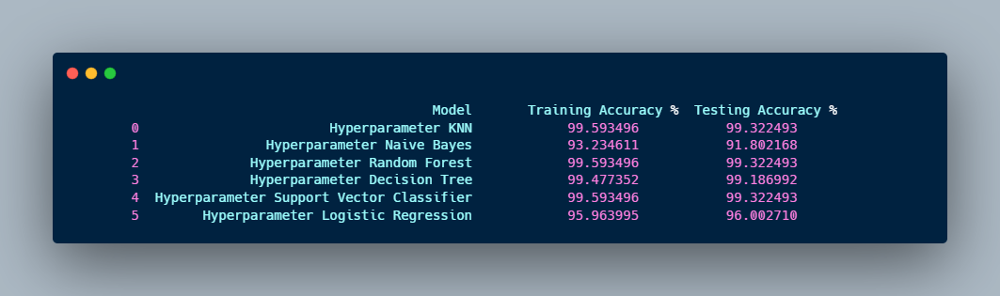 Model Training Accuracy % Testing Accuracy %
0 Hyperparameter KNN 99.593496 99.322493
1 Hyperparameter Naive Bayes 93.234611 91.802168
2 Hyperparameter Random Forest 99.593496 99.322493
3 Hyperparameter Decision Tree 99.477352 99.186992
4 Hyperparameter Support Vector Classifier 99.593496 99.322493
5 Hyperparameter Logistic Regression 95.963995 96.002710